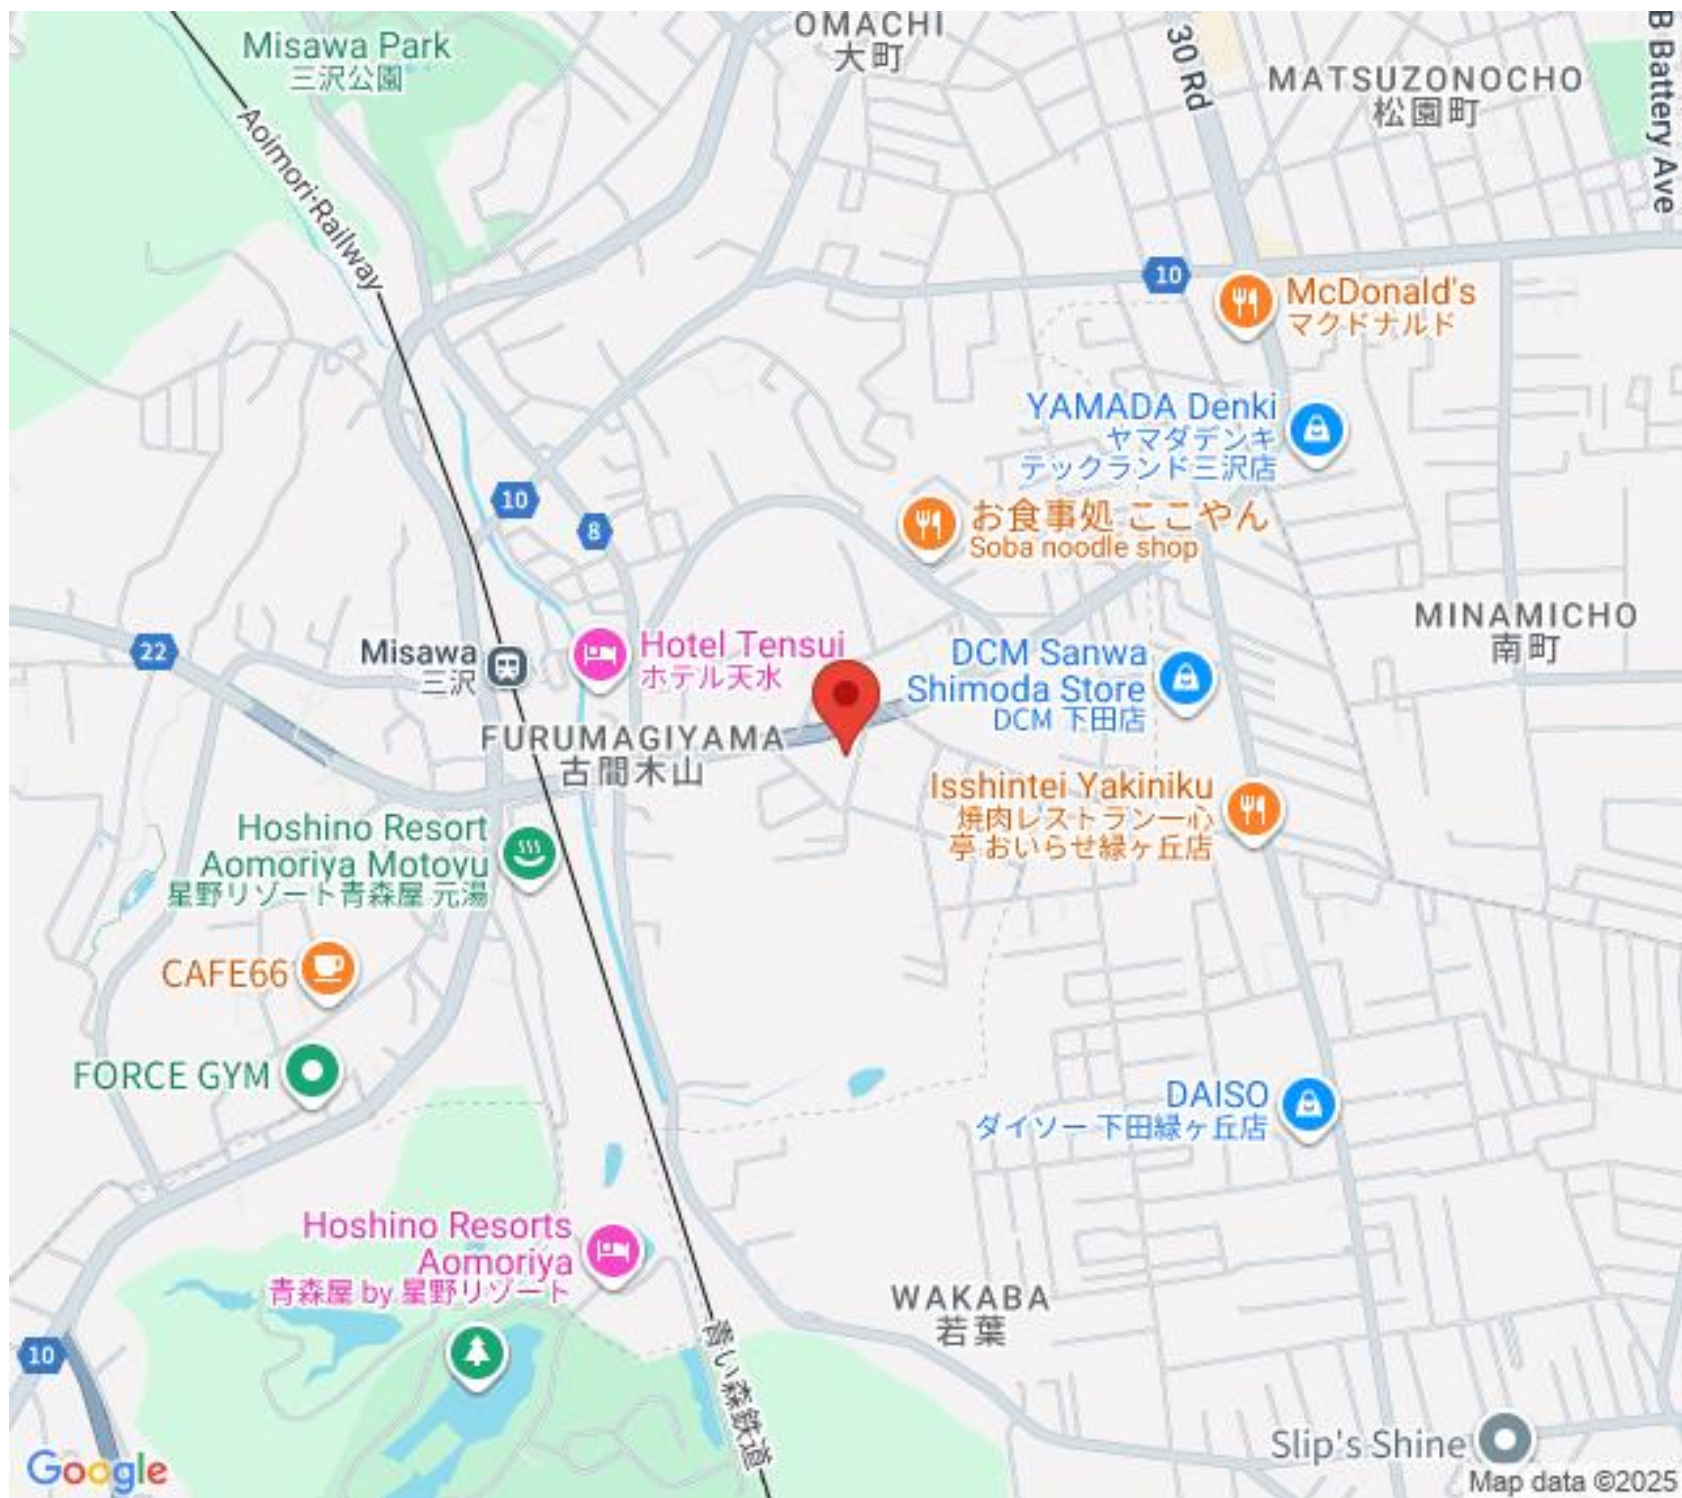 OMACHI
大町
Misawa Park
三沢公園
30 Rd
MATSUZONOCHO
松園町
B Battery Ave
Aoimori Railway
10
McDonald's
マクドナルド
YAMADA Denki
ヤマダデンキ
テックランド三沢店
10
8
お食事処 ここやん
Soba noodle shop
MINAMICHO
南町
22
Misawa
三沢
Hotel Tensui
ホテル天水
DCM Sanwa
Shimoda Store
DCM 下田店
FURUMAGIYAMA
古間木山
Isshintei Yakiniku
焼肉レストラン一心
亭 おいらせ緑ヶ丘店
Hoshino Resort
Aomoriya Motoyu
星野リゾート青森屋 元湯
CAFE66
FORCE GYM
DAISO
ダイソー 下田緑ヶ丘店
Hoshino Resorts
Aomoriya
青森屋 by 星野リゾート
WAKABA
若葉
10
青い森鉄道
Slip's Shine
Google
Map data ©2025